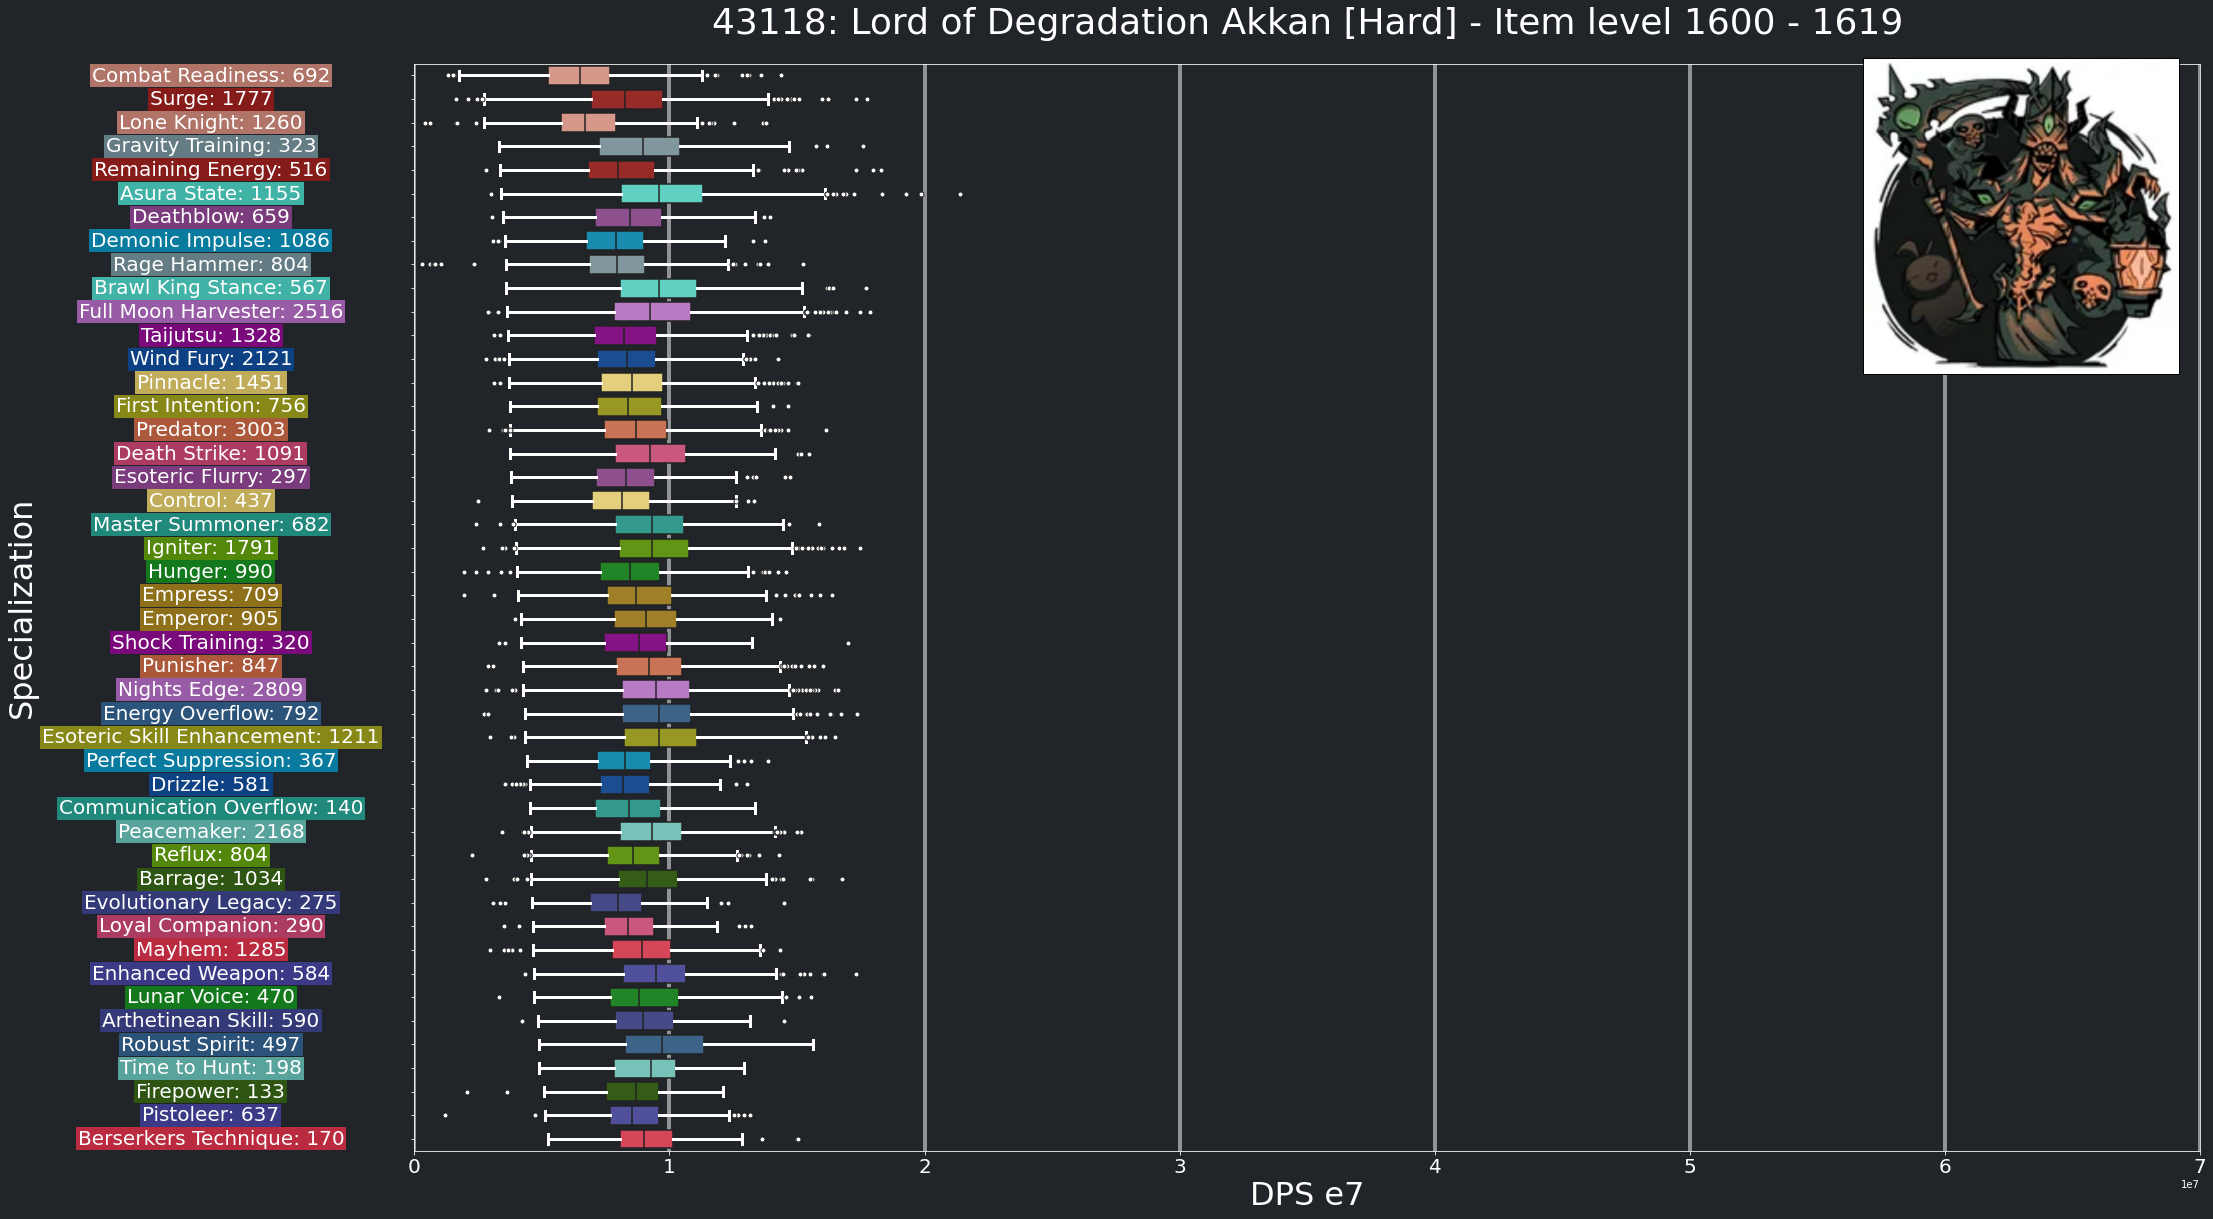 43118: Lord of Degradation Akkan [Hard] - Item level 1600 - 1619
Combat Readiness: 692
Surge: 1777
Lone Knight: 1260
Gravity Training: 323
Remaining Energy: 516
Asura State: 1155
Deathblow: 659
Demonic Impulse: 1086
Rage Hammer: 804
Brawl King Stance: 567
Full Moon Harvester: 2516
Taijutsu: 1328
Wind Fury: 2121
Pinnacle: 1451
First Intention: 756
Predator: 3003
Death Strike: 1091
Esoteric Flurry: 297
Control: 437
Master Summoner: 682
Igniter: 1791
Hunger: 990
Empress: 709
Emperor: 905
Shock Training: 320
Punisher: 847
Nights Edge: 2809
Energy Overflow: 792
Esoteric Skill Enhancement: 1211
Perfect Suppression: 367
Drizzle: 581
Communication Overflow: 140
Peacemaker: 2168
Reflux: 804
Barrage: 1034
Evolutionary Legacy: 275
Loyal Companion: 290
Mayhem: 1285
Enhanced Weapon: 584
Lunar Voice: 470
Arthetinean Skill: 590
Robust Spirit: 497
Time to Hunt: 198
Firepower: 133
Pistoleer: 637
Berserkers Technique: 170
Specialization
0 1 2 3 4 5 6 7
1e7
DPS e7